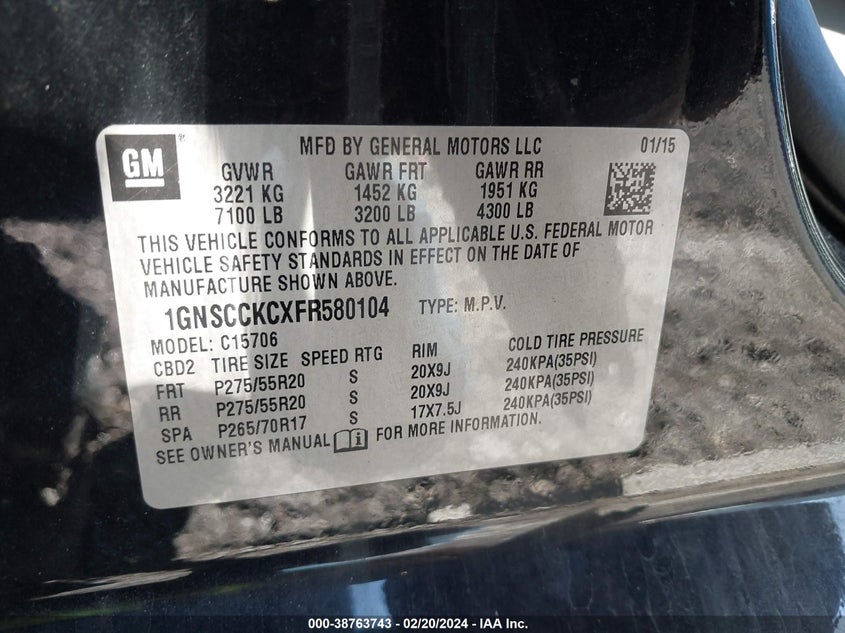 GM ®
MFD BY GENERAL MOTORS LLC 01/15
GVWR GAWR FRT GAWR RR
3221 KG 1452 KG 1951 KG
7100 LB 3200 LB 4300 LB
THIS VEHICLE CONFORMS TO ALL APPLICABLE U.S. FEDERAL MOTOR
VEHICLE SAFETY STANDARDS IN EFFECT ON THE DATE OF
MANUFACTURE SHOWN ABOVE.
1GNSCCKCXFR580104 TYPE: M.P.V.
MODEL: C15706
CBD2 TIRE SIZE SPEED RTG RIM COLD TIRE PRESSURE
FRT P275/55R20 S 20X9J 240KPA(35PSI)
RR P275/55R20 S 20X9J 240KPA(35PSI)
SPA P265/70R17 S 17X7.5J 240KPA(35PSI)
SEE OWNER'S MANUAL FOR MORE INFORMATION.
000-38763743 - 02/20/2024 - IAA Inc.